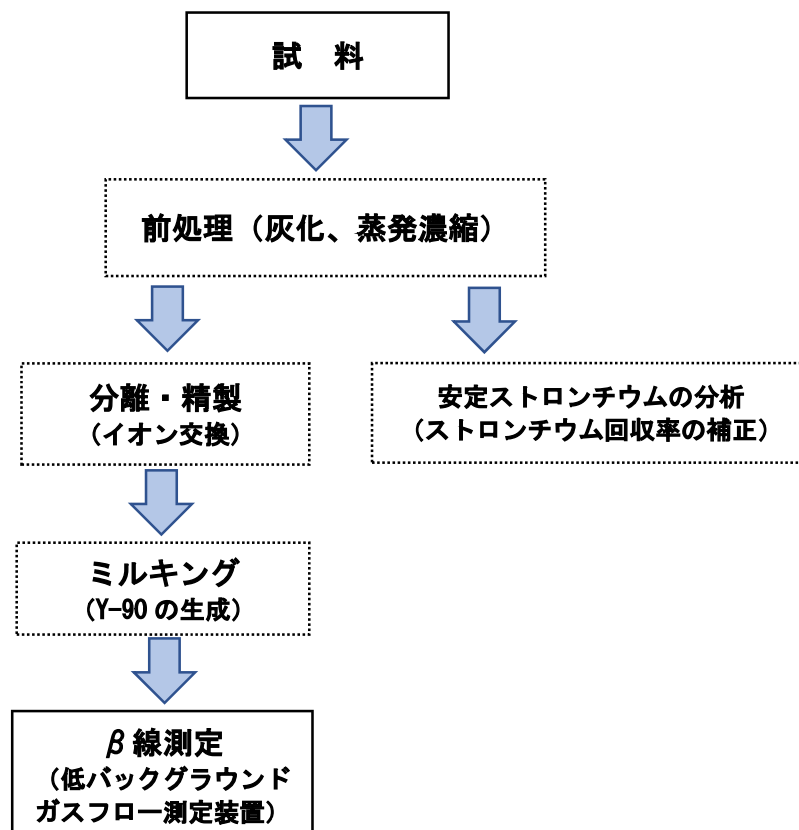 試　料
前処理（灰化、蒸発濃縮）
分離・精製
（イオン交換）
安定ストロンチウムの分析
（ストロンチウム回収率の補正）
ミルキング
（Y-90 の生成）
β線測定
（低バックグラウンド
ガスフロー測定装置）